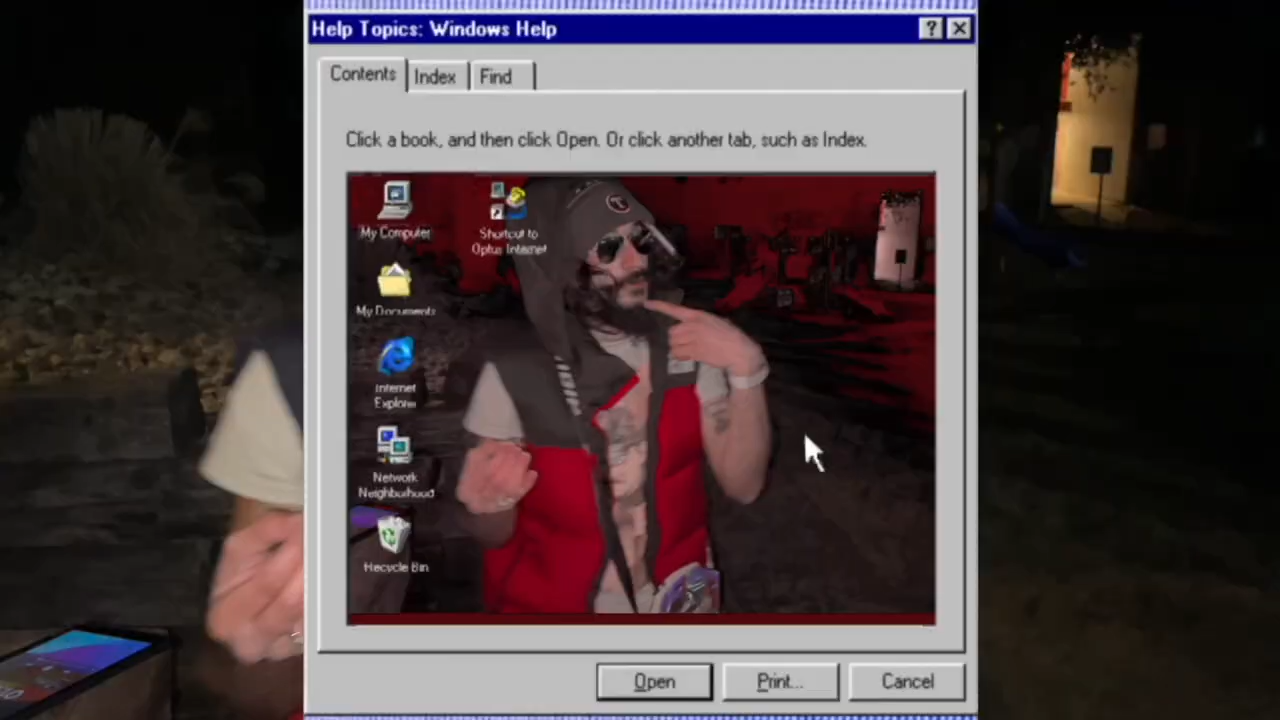 Help Topics: Windows Help
Contents
Index
Find
Click a book, and then click Open. Or click another tab, such as Index.
My Computer
Shortcut to
Optus Internet
My Documents
Internet
Explorer
Network
Neighborhood
Recycle Bin
Open
Print...
Cancel